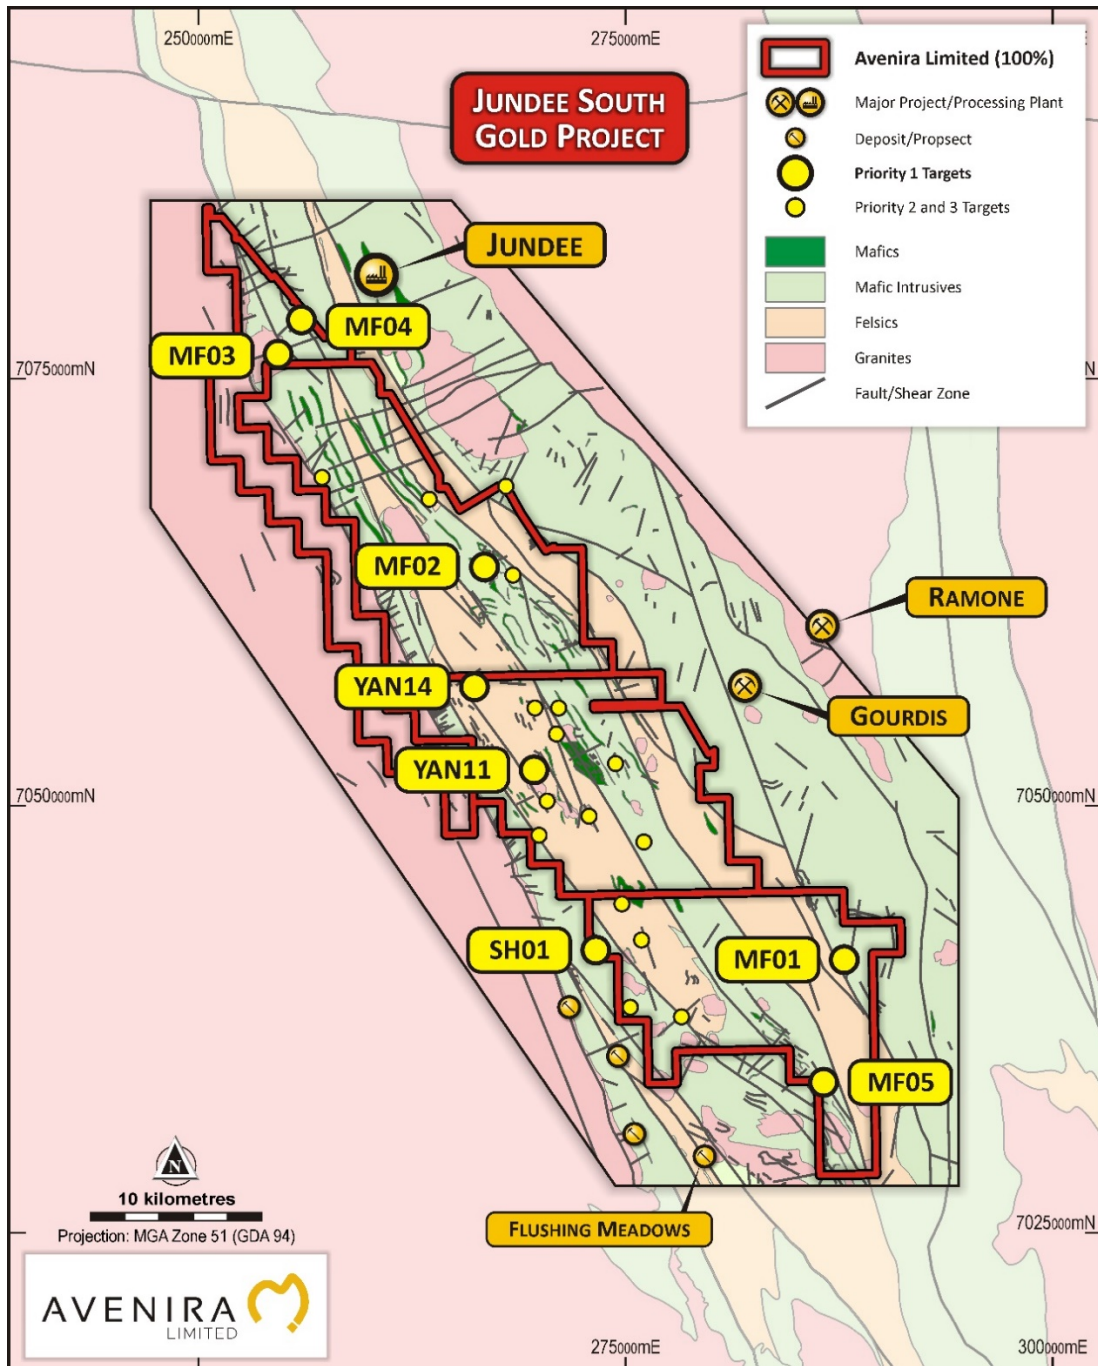 250000mE
275000mE
E
JUNDEE SOUTH
GOLD PROJECT
Avenira Limited (100%)
Major Project/Processing Plant
Deposit/Propsect
Priority 1 Targets
Priority 2 and 3 Targets
Mafics
Mafic Intrusives
Felsics
Granites
Fault/Shear Zone
JUNDEE
MF04
MF03
7075000mN
N
MF02
RAMONE
YAN14
GOURDIS
YAN11
7050000mN
7050000mN
SH01
MF01
MF05
N
10 kilometres
Projection: MGA Zone 51 (GDA 94)
FLUSHING MEADOWS
7025000mN
AVENIRA
LIMITED
275000mE
300000mE